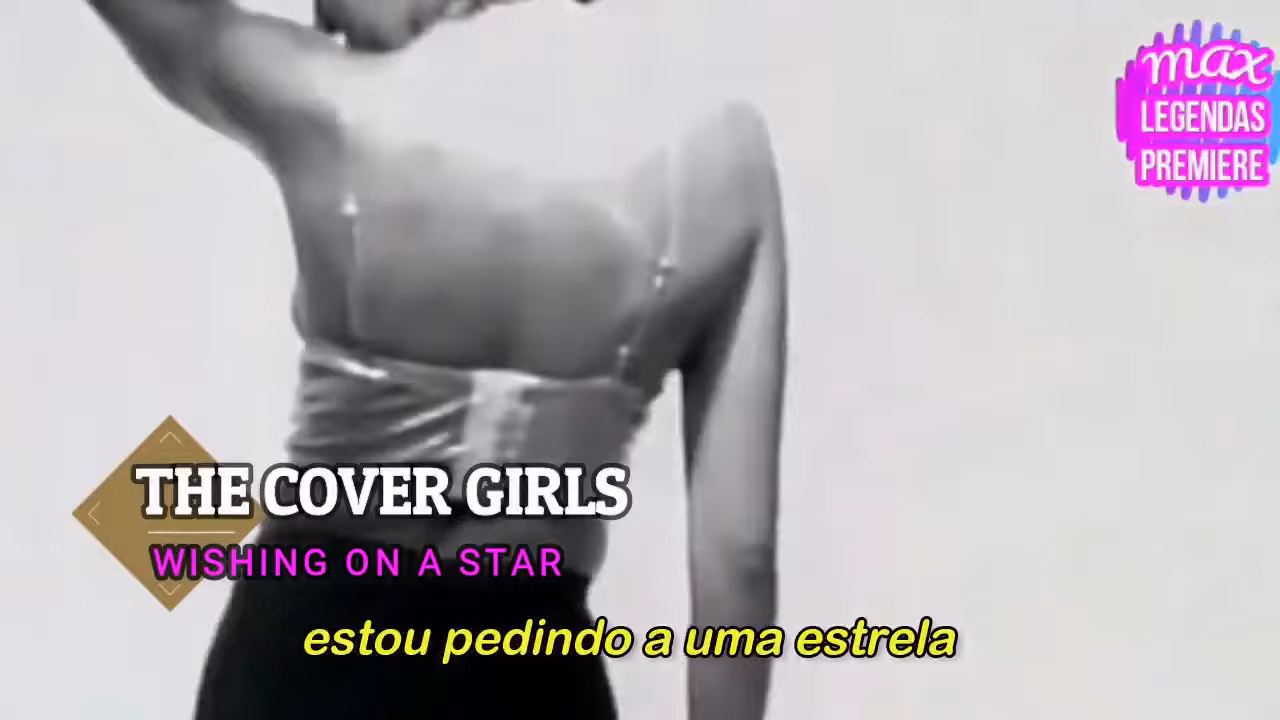 max
LEGENDAS
PREMIERE
THE COVER GIRLS
WISHING ON A STAR
estou pedindo a uma estrela